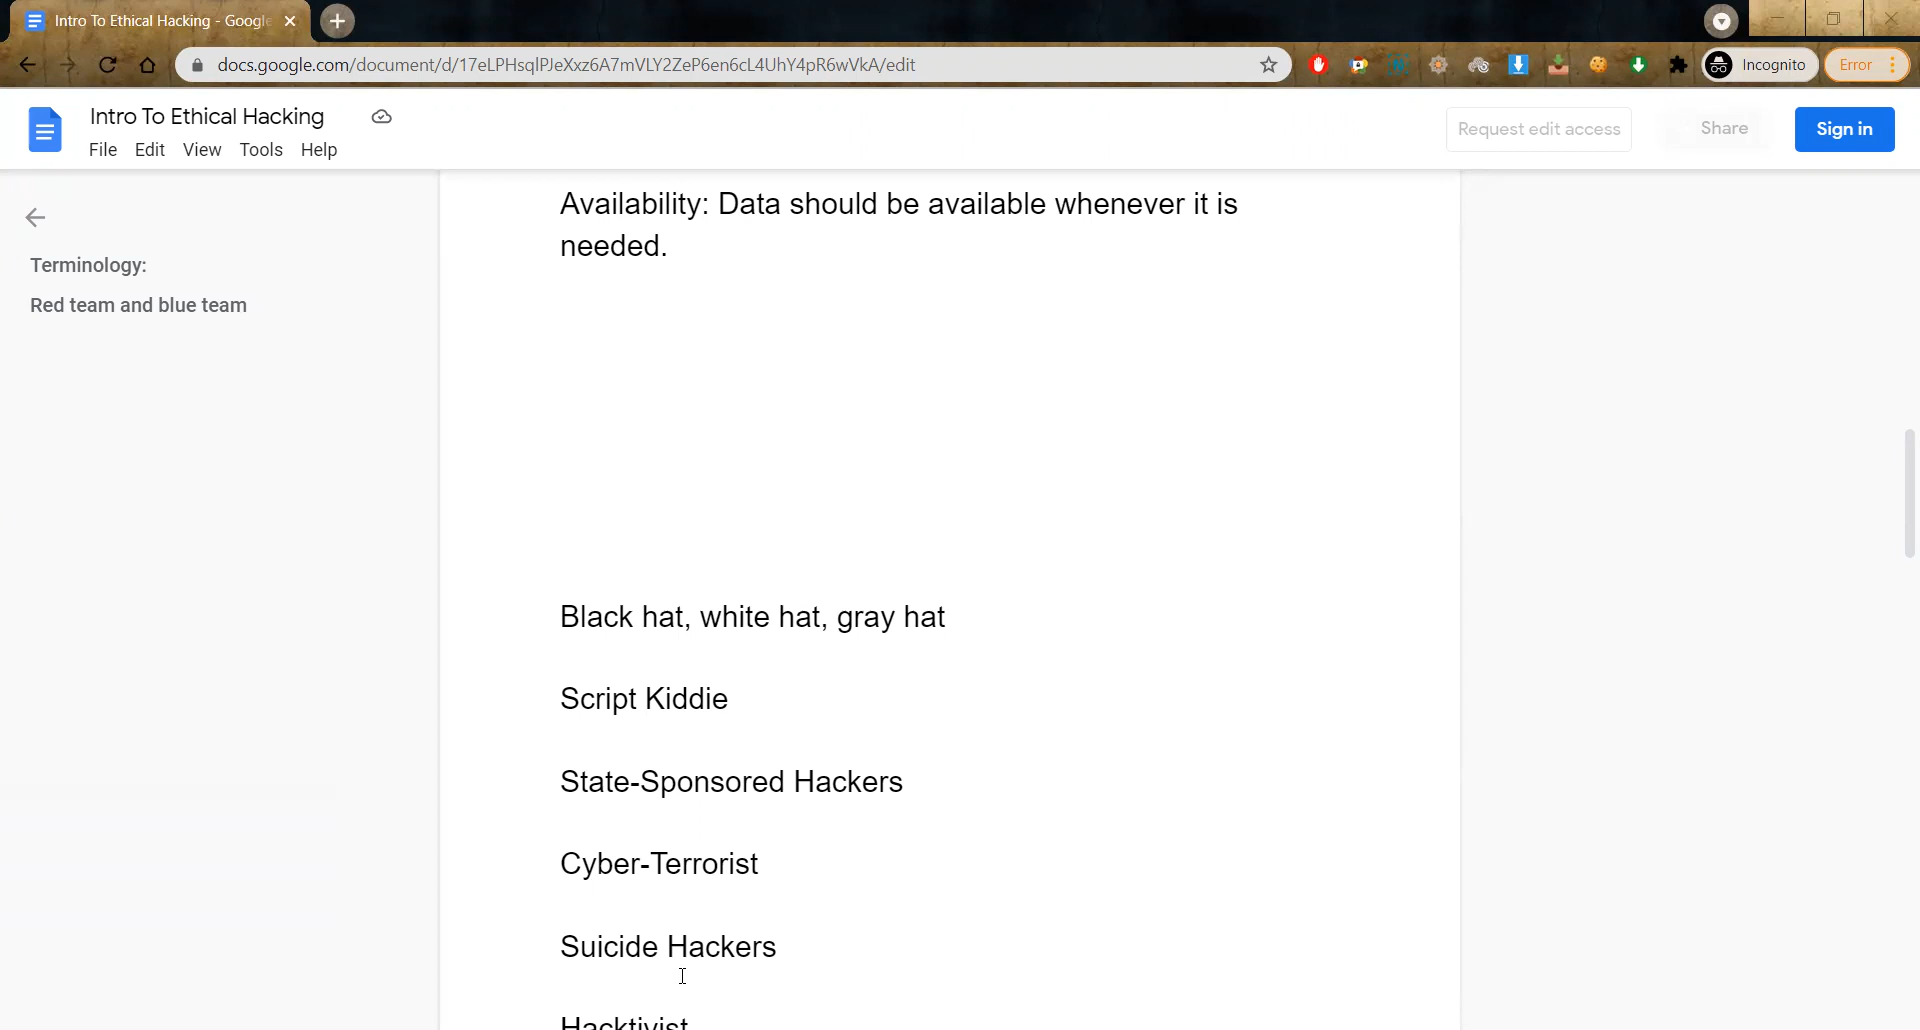 Intro To Ethical Hacking - Google
docs.google.com/document/d/17eLPHsqlPJeXxz6A7mVLY2ZeP6en6cL4UhY4pR6wVkA/edit
Incognito
Error
Intro To Ethical Hacking
File Edit View Tools Help
Request edit access
Share
Sign in
Terminology:
Red team and blue team
Availability: Data should be available whenever it is
needed.
Black hat, white hat, gray hat
Script Kiddie
State-Sponsored Hackers
Cyber-Terrorist
Suicide Hackers
Hacktivist